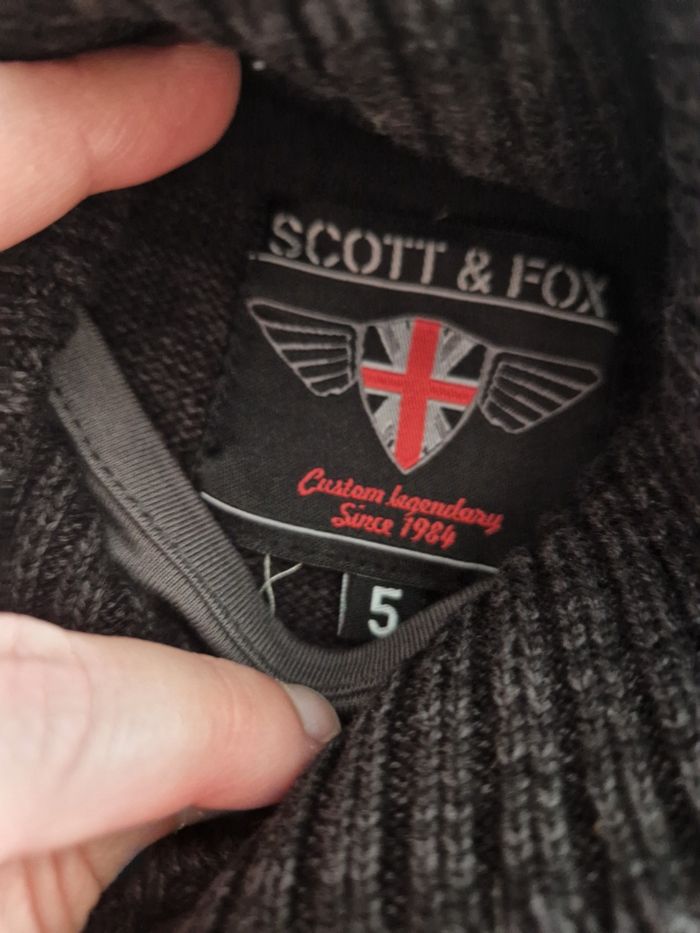 SCOTT & FOX
Custom legendary
Since 1984
5